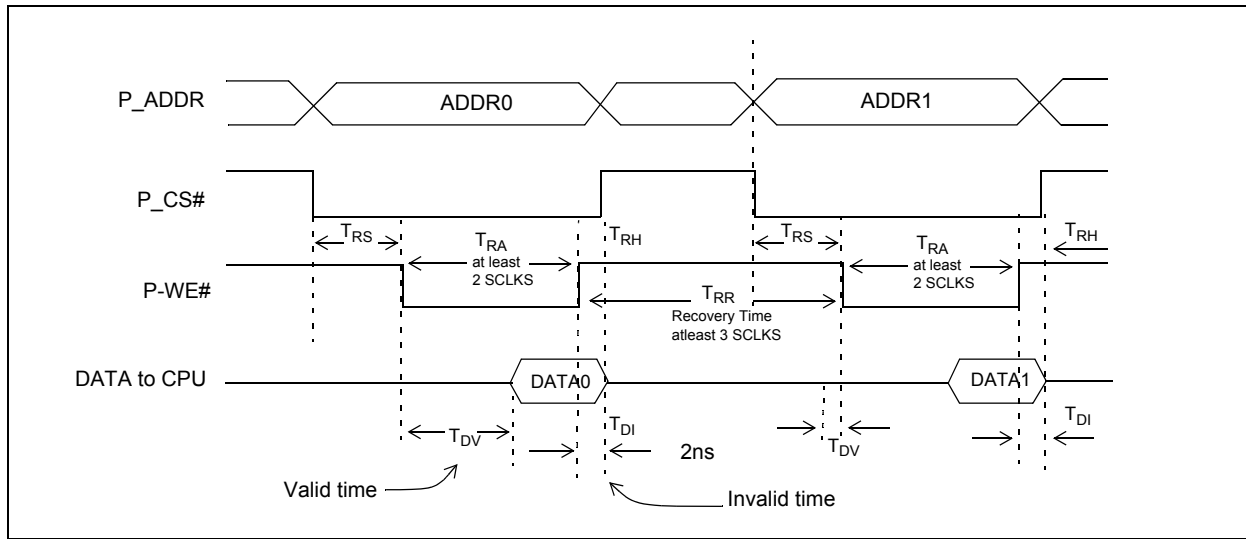 P_ADDR
ADDR0
ADDR1
P_CS#
TRS
TRA
at least
2 SCLKS
TRH
TRS
TRA
at least
2 SCLKS
TRH
P-WE#
TRR
Recovery Time
atleast 3 SCLKS
DATA to CPU
DATA0
DATA1
TDV
TDI
2ns
TDV
TDI
Valid time
Invalid time